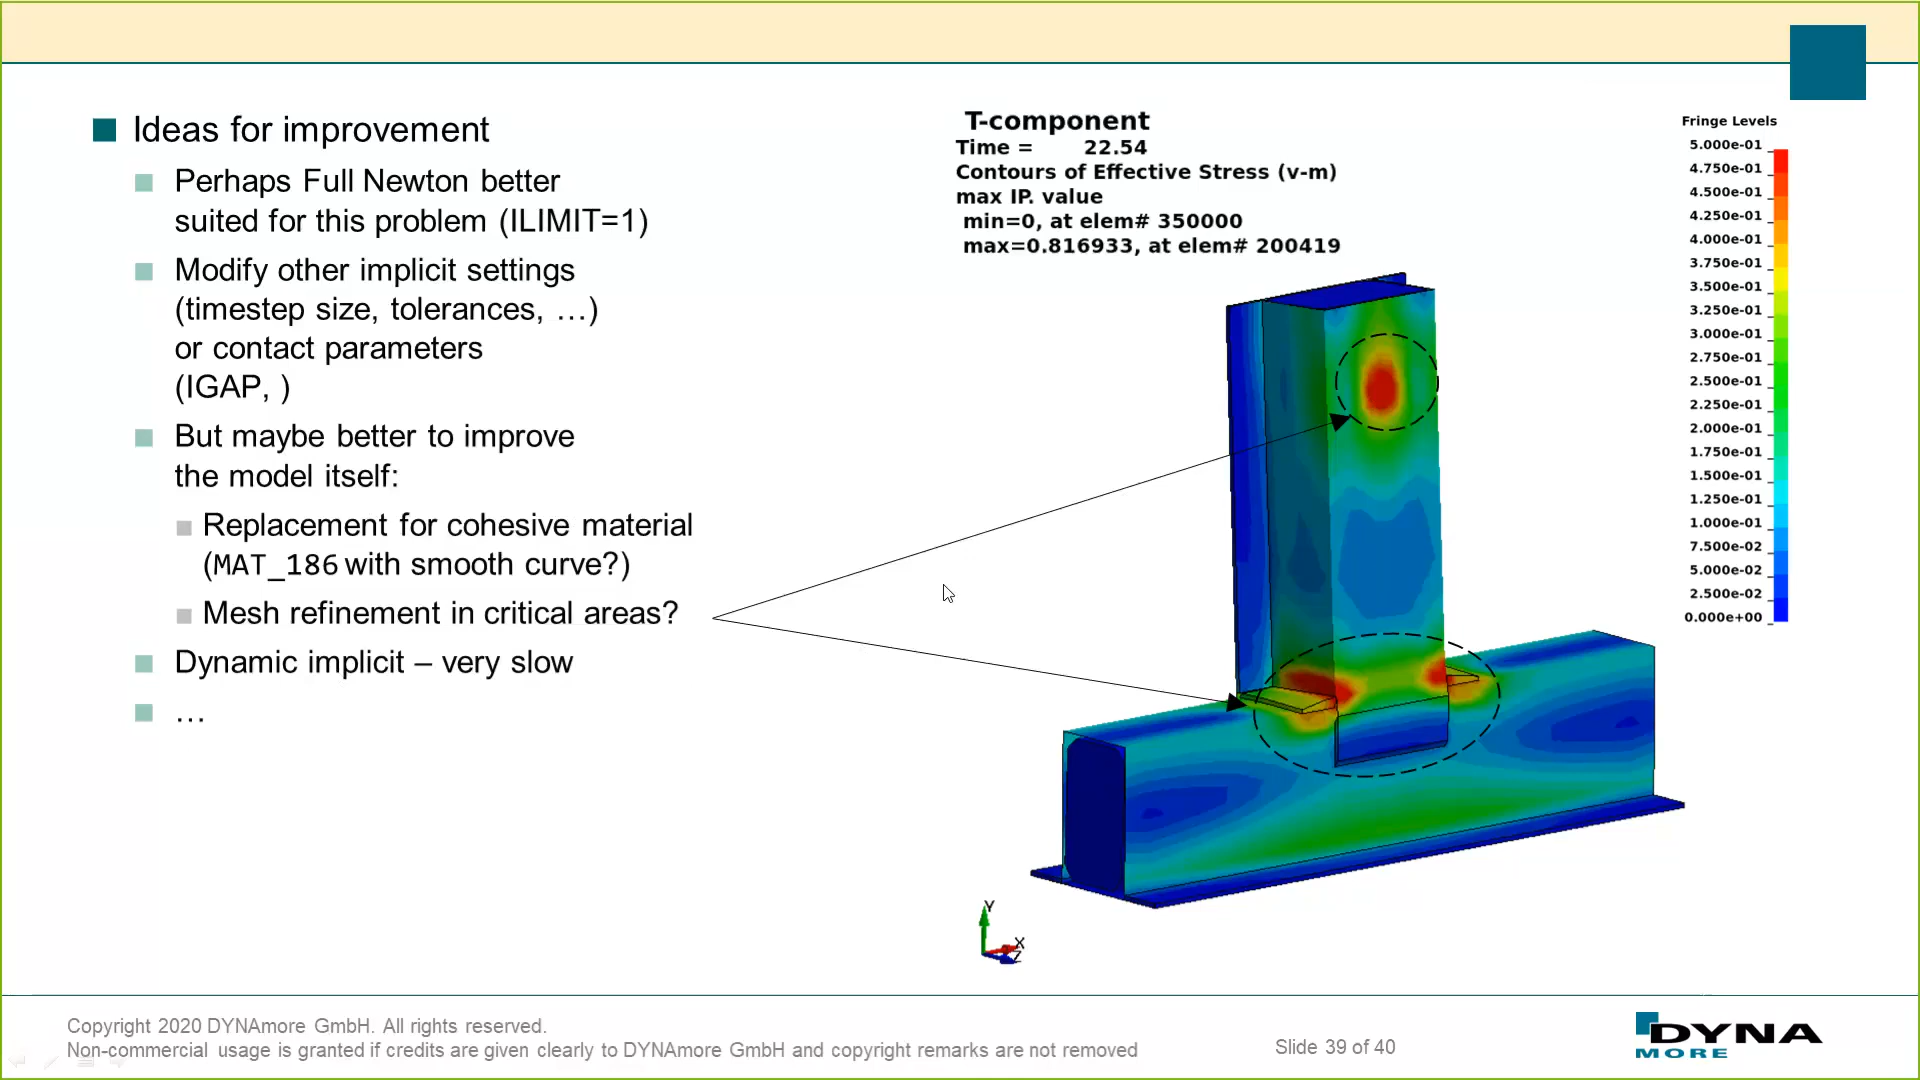 Ideas for improvement
Perhaps Full Newton better
suited for this problem (ILIMIT=1)
Modify other implicit settings
(timestep size, tolerances, …)
or contact parameters
(IGAP, )
But maybe better to improve
the model itself:
Replacement for cohesive material
(MAT_186 with smooth curve?)
Mesh refinement in critical areas?
Dynamic implicit – very slow
…
T-component
Time = 22.54
Contours of Effective Stress (v-m)
max IP. value
min=0, at elem# 350000
max=0.816933, at elem# 200419
Fringe Levels
5.000e-01
4.750e-01
4.500e-01
4.250e-01
4.000e-01
3.750e-01
3.500e-01
3.250e-01
3.000e-01
2.750e-01
2.500e-01
2.250e-01
2.000e-01
1.750e-01
1.500e-01
1.250e-01
1.000e-01
7.500e-02
5.000e-02
2.500e-02
0.000e+00
Y
X
Z
Copyright 2020 DYNAmore GmbH. All rights reserved.
Non-commercial usage is granted if credits are given clearly to DYNAmore GmbH and copyright remarks are not removed
Slide 39 of 40
DYNA
MORE